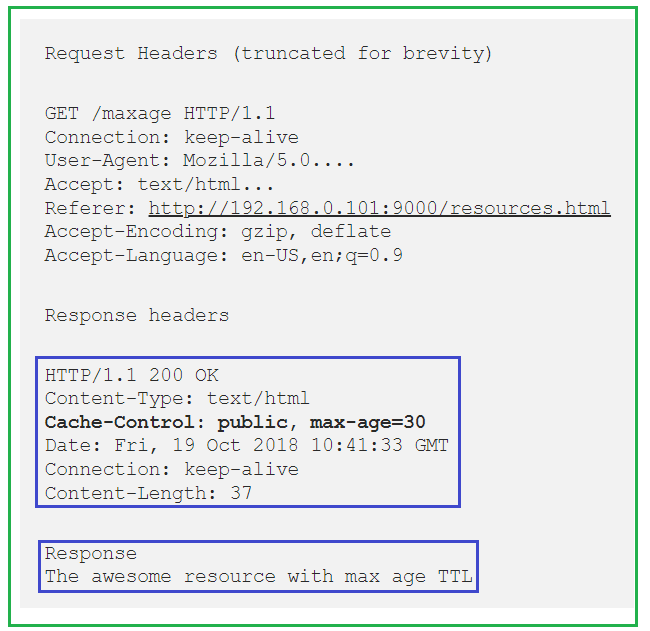 Request Headers (truncated for brevity)
GET /maxage HTTP/1.1
Connection: keep-alive
User-Agent: Mozilla/5.0....
Accept: text/html...
Referer: http://192.168.0.101:9000/resources.html
Accept-Encoding: gzip, deflate
Accept-Language: en-US,en;q=0.9
Response headers
HTTP/1.1 200 OK
Content-Type: text/html
Cache-Control: public, max-age=30
Date: Fri, 19 Oct 2018 10:41:33 GMT
Connection: keep-alive
Content-Length: 37
Response
The awesome resource with max age TTL